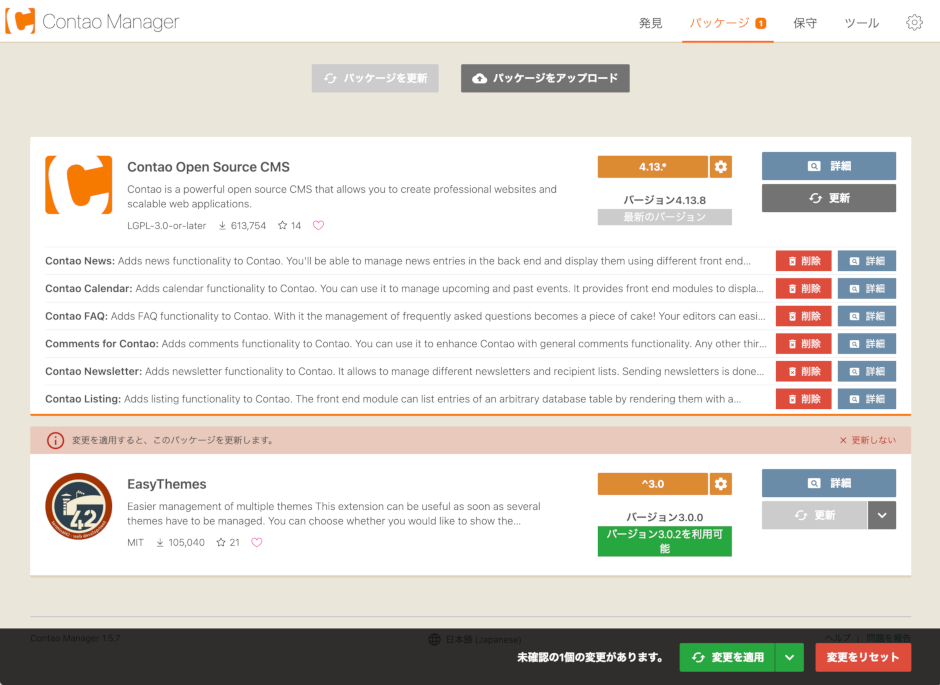 Contao Manager
発見
パッケージ 1
保守
ツール
パッケージを更新
パッケージをアップロード
Contao Open Source CMS
Contao is a powerful open source CMS that allows you to create professional websites and
scalable web applications.
LGPL-3.0-or-later 613,754 14
4.13.*
バージョン4.13.8
最新のバージョン
詳細
更新
Contao News: Adds news functionality to Contao. You'll be able to manage news entries in the back end and display them using different front end...
削除 詳細
Contao Calendar: Adds calendar functionality to Contao. You can use it to manage upcoming and past events. It provides front end modules to displa...
削除 詳細
Contao FAQ: Adds FAQ functionality to Contao. With it the management of frequently asked questions becomes a piece of cake! Your editors can easi...
削除 詳細
Comments for Contao: Adds comments functionality to Contao. You can use it to enhance Contao with general comments functionality. Any other thir...
削除 詳細
Contao Newsletter: Adds newsletter functionality to Contao. It allows to manage different newsletters and recipient lists. Sending newsletters is done...
削除 詳細
Contao Listing: Adds listing functionality to Contao. The front end module can list entries of an arbitrary database table by rendering them with a...
削除 詳細
変更を適用すると、このパッケージを更新します。
× 更新しない
42
EasyThemes
Easier management of multiple themes This extension can be useful as soon as several
themes have to be managed. You can choose whether you would like to show the...
MIT 105,040 21
^3.0
バージョン3.0.0
バージョン3.0.2を利用可
能
詳細
更新
Contao Manager 1.5.7
日本語 (Japanese)
ヘルプ | 問題を報告
未確認の1個の変更があります。
変更を適用
変更をリセット